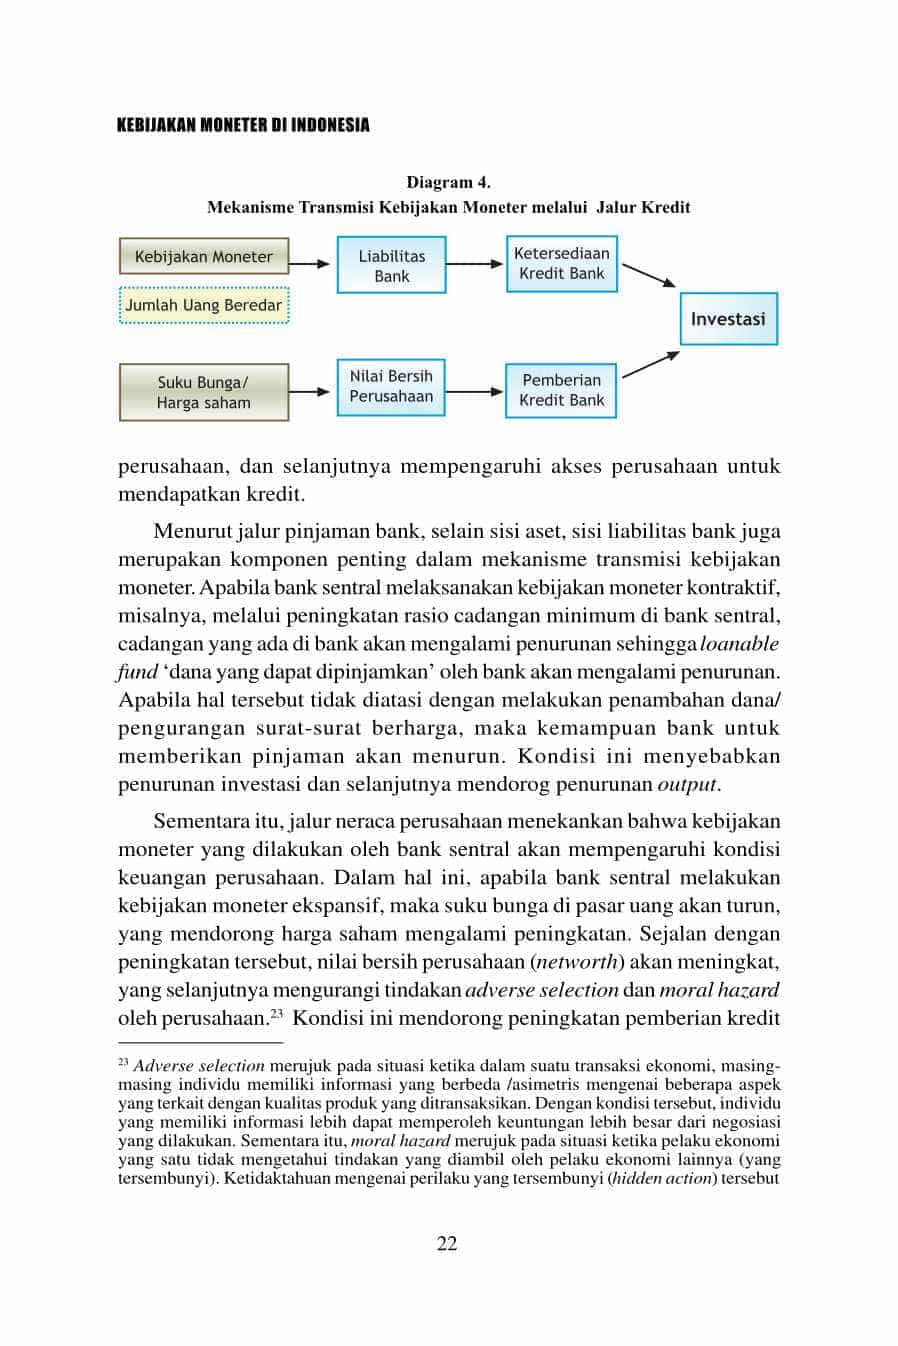 KEBIJAKAN MONETER DI INDONESIA
Diagram 4.
Mekanisme Transmisi Kebijakan Moneter melalui Jalur Kredit
Kebijakan Moneter
Liabilitas
Bank
Ketersediaan
Kredit Bank
Jumlah Uang Beredar
Investasi
Suku Bunga/
Harga saham
Nilai Bersih
Perusahaan
Pemberian
Kredit Bank
perusahaan, dan selanjutnya mempengaruhi akses perusahaan untuk
mendapatkan kredit.
Menurut jalur pinjaman bank, selain sisi aset, sisi liabilitas bank juga
merupakan komponen penting dalam mekanisme transmisi kebijakan
moneter. Apabila bank sentral melaksanakan kebijakan moneter kontraktif,
misalnya, melalui peningkatan rasio cadangan minimum di bank sentral,
cadangan yang ada di bank akan mengalami penurunan sehingga loanable
fund ‘dana yang dapat dipinjamkan’ oleh bank akan mengalami penurunan.
Apabila hal tersebut tidak diatasi dengan melakukan penambahan dana/
pengurangan surat-surat berharga, maka kemampuan bank untuk
memberikan pinjaman akan menurun. Kondisi ini menyebabkan
penurunan investasi dan selanjutnya mendorog penurunan output.
Sementara itu, jalur neraca perusahaan menekankan bahwa kebijakan
moneter yang dilakukan oleh bank sentral akan mempengaruhi kondisi
keuangan perusahaan. Dalam hal ini, apabila bank sentral melakukan
kebijakan moneter ekspansif, maka suku bunga di pasar uang akan turun,
yang mendorong harga saham mengalami peningkatan. Sejalan dengan
peningkatan tersebut, nilai bersih perusahaan (networth) akan meningkat,
yang selanjutnya mengurangi tindakan adverse selection dan moral hazard
oleh perusahaan.23 Kondisi ini mendorong peningkatan pemberian kredit
23 Adverse selection merujuk pada situasi ketika dalam suatu transaksi ekonomi, masing-
masing individu memiliki informasi yang berbeda /asimetris mengenai beberapa aspek
yang terkait dengan kualitas produk yang ditransaksikan. Dengan kondisi tersebut, individu
yang memiliki informasi lebih dapat memperoleh keuntungan lebih besar dari negosiasi
yang dilakukan. Sementara itu, moral hazard merujuk pada situasi ketika pelaku ekonomi
yang satu tidak mengetahui tindakan yang diambil oleh pelaku ekonomi lainnya (yang
tersembunyi). Ketidaktahuan mengenai perilaku yang tersembunyi (hidden action) tersebut
22